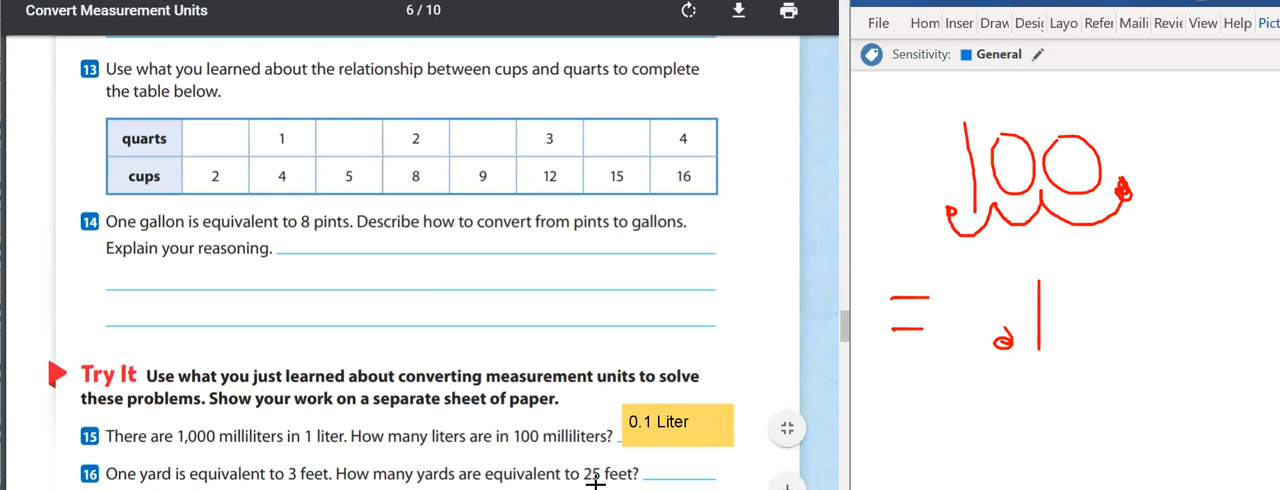 Convert Measurement Units 6 / 10
File Hom Inser Draw Desig Layo Refer Maili Revie View Help Pict
Sensitivity: General
13 Use what you learned about the relationship between cups and quarts to complete
the table below.
quarts 1 2 3 4
cups 2 4 5 8 9 12 15 16
14 One gallon is equivalent to 8 pints. Describe how to convert from pints to gallons.
Explain your reasoning.
Try It Use what you just learned about converting measurement units to solve
these problems. Show your work on a separate sheet of paper.
15 There are 1,000 milliliters in 1 liter. How many liters are in 100 milliliters?
0.1 Liter
16 One yard is equivalent to 3 feet. How many yards are equivalent to 25 feet?
100
= .1